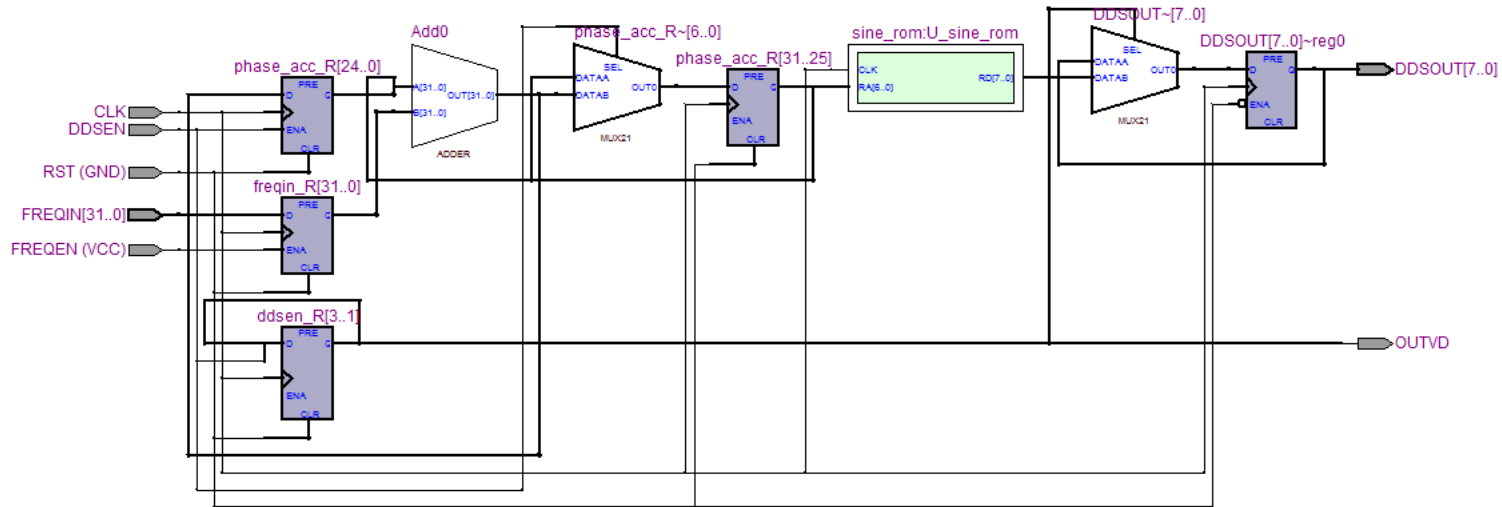 DDSOUT~[7..0]
Add0
phase_acc_R~[6..0]
sine_rom:U_sine_rom
DDSOUT[7..0]~reg0
phase_acc_R[24..0]
phase_acc_R[31..25]
SEL
SEL
PRE
D
Q
ENA
CLR
A[31..0]
B[31..0]
OUT[31..0]
ADDER
DATAA
DATAB
OUT0
MUX21
PRE
D
Q
ENA
CLR
CLK
RA[6..0]
RD[7..0]
DATAA
DATAB
OUT0
MUX21
PRE
D
Q
ENA
CLR
DDSOUT[7..0]
CLK
DDSEN
RST (GND)
freqin_R[31..0]
FREQIN[31..0]
FREQEN (VCC)
PRE
D
Q
ENA
CLR
ddsen_R[3..1]
PRE
D
Q
ENA
CLR
OUTVD